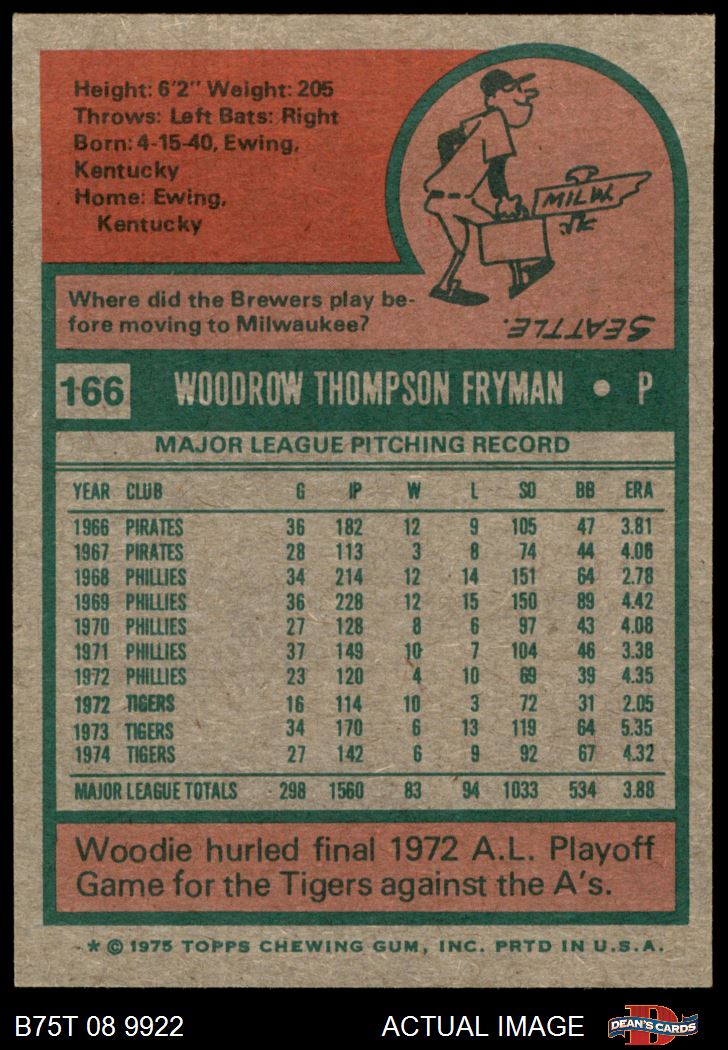 Height: 6'2" Weight: 205
Throws: Left Bats: Right
Born: 4-15-40, Ewing,
Kentucky
Home: Ewing,
Kentucky
MILW.
Where did the Brewers play be-
fore moving to Milwaukee?
SEATTLE.
166 WOODROW THOMPSON FRYMAN • P
MAJOR LEAGUE PITCHING RECORD
YEAR CLUB G IP W L SO BB ERA
1966 PIRATES 36 182 12 9 105 47 3.81
1967 PIRATES 28 113 3 8 74 44 4.06
1968 PHILLIES 34 214 12 14 151 64 2.78
1969 PHILLIES 36 228 12 15 150 89 4.42
1970 PHILLIES 27 128 8 6 97 43 4.08
1971 PHILLIES 37 149 10 7 104 46 3.38
1972 PHILLIES 23 120 4 10 69 39 4.35
1972 TIGERS 16 114 10 3 72 31 2.05
1973 TIGERS 34 170 6 13 119 64 5.35
1974 TIGERS 27 142 6 9 92 67 4.32
MAJOR LEAGUE TOTALS 298 1560 83 94 1033 534 3.88
Woodie hurled final 1972 A.L. Playoff
Game for the Tigers against the A's.
* © 1975 TOPPS CHEWING GUM, INC. PRTD IN U.S.A.
B75T 08 9922 ACTUAL IMAGE D DEAN'S CARDS